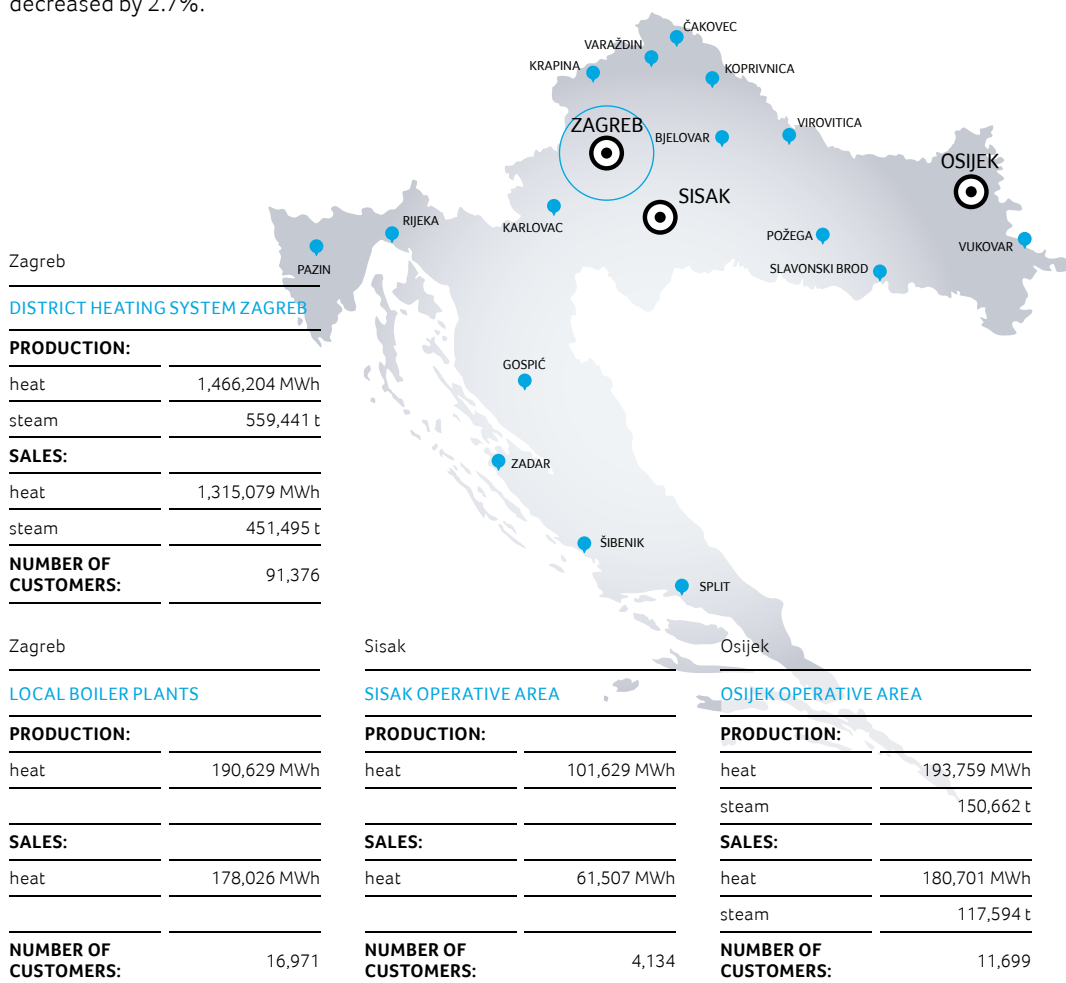 decreased by 2.7%.
ČAKOVEC
VARAŽDIN
KRAPINA
KOPRIVNICA
ZAGREB
BJELOVAR
VIROVITICA
OSIJEK
SISAK
KARLOVAC
RIJEKA
PAZIN
POŽEGA
VUKOVAR
SLAVONSKI BROD
GOSPIĆ
ZADAR
ŠIBENIK
SPLIT
Zagreb
DISTRICT HEATING SYSTEM ZAGREB
PRODUCTION:
heat 1,466,204 MWh
steam 559,441 t
SALES:
heat 1,315,079 MWh
steam 451,495 t
NUMBER OF
CUSTOMERS: 91,376
Zagreb
LOCAL BOILER PLANTS
PRODUCTION:
heat 190,629 MWh
SALES:
heat 178,026 MWh
NUMBER OF
CUSTOMERS: 16,971
Sisak
SISAK OPERATIVE AREA
PRODUCTION:
heat 101,629 MWh
SALES:
heat 61,507 MWh
NUMBER OF
CUSTOMERS: 4,134
Osijek
OSIJEK OPERATIVE AREA
PRODUCTION:
heat 193,759 MWh
steam 150,662 t
SALES:
heat 180,701 MWh
steam 117,594 t
NUMBER OF
CUSTOMERS: 11,699